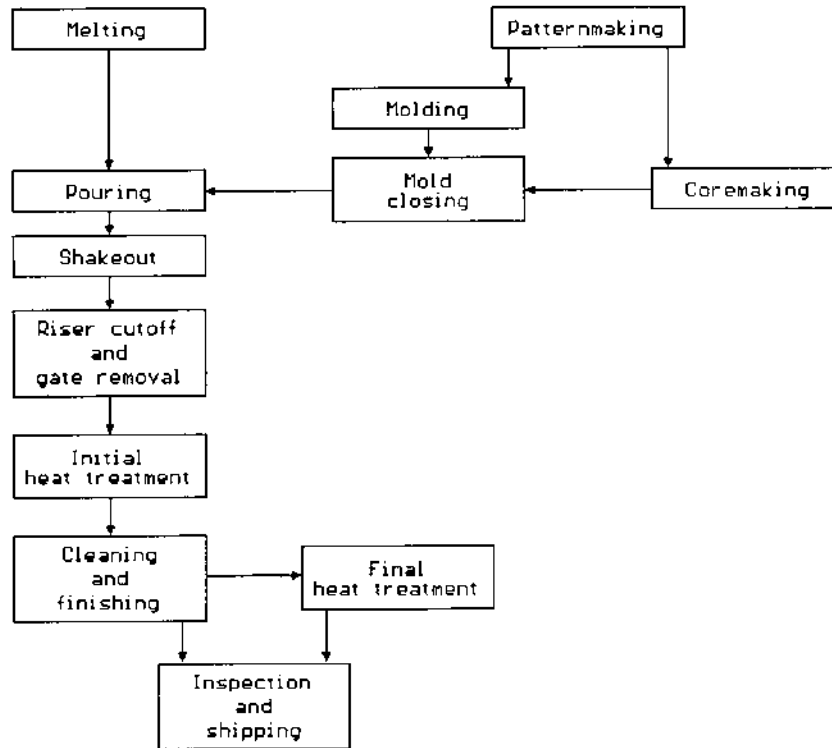 Melting
Patternmaking
Molding
Pouring
Mold
closing
Coremaking
Shakeout
Riser cutoff
and
gate removal
Initial
heat treatment
Cleaning
and
finishing
Final
heat treatment
Inspection
and
shipping